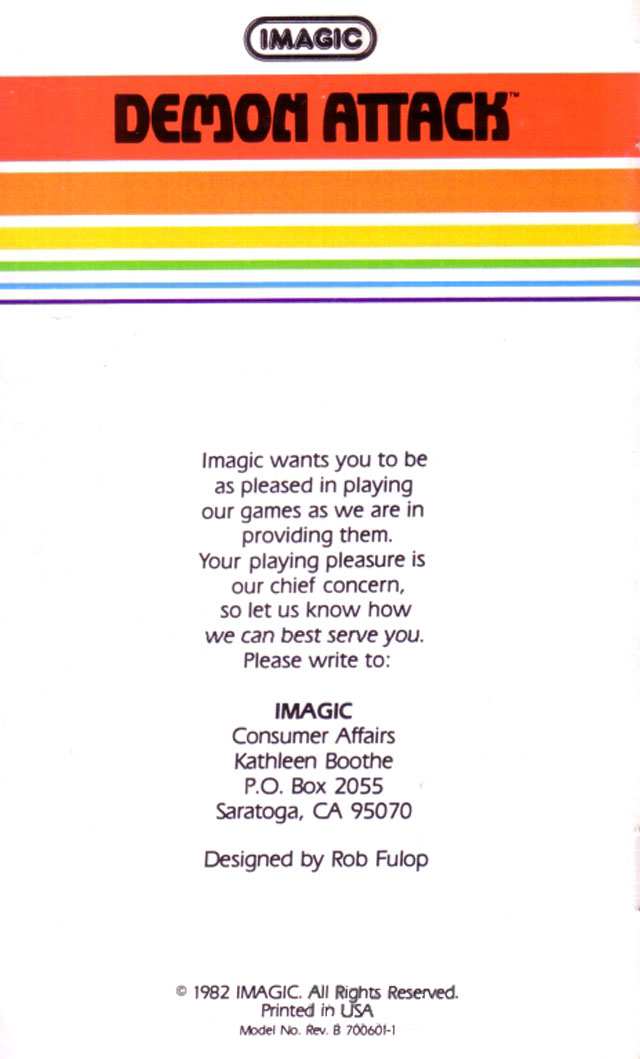 IMAGIC
DEMON ATTACK™
Imagic wants you to be
as pleased in playing
our games as we are in
providing them.
Your playing pleasure is
our chief concern,
so let us know how
we can best serve you.
Please write to:
IMAGIC
Consumer Affairs
Kathleen Boothe
P.O. Box 2055
Saratoga, CA 95070
Designed by Rob Fulop
© 1982 IMAGIC. All Rights Reserved.
Printed in USA
Model No. Rev. B 700601-1